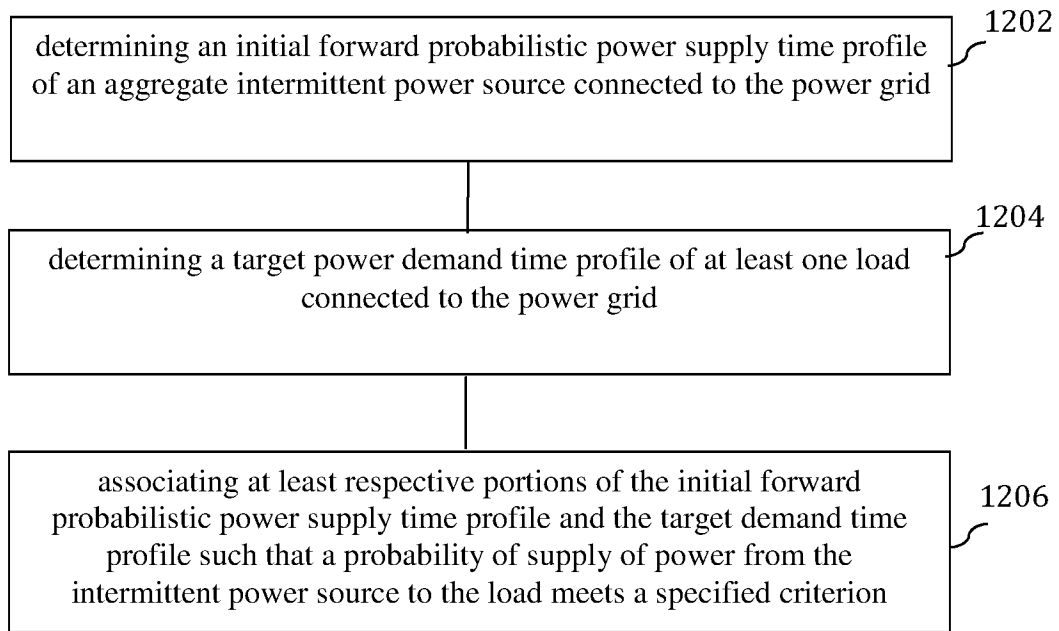 1202
determining an initial forward probabilistic power supply time profile
of an aggregate intermittent power source connected to the power grid
1204
determining a target power demand time profile of at least one load
connected to the power grid
1206
associating at least respective portions of the initial forward
probabilistic power supply time profile and the target demand time
profile such that a probability of supply of power from the
intermittent power source to the load meets a specified criterion